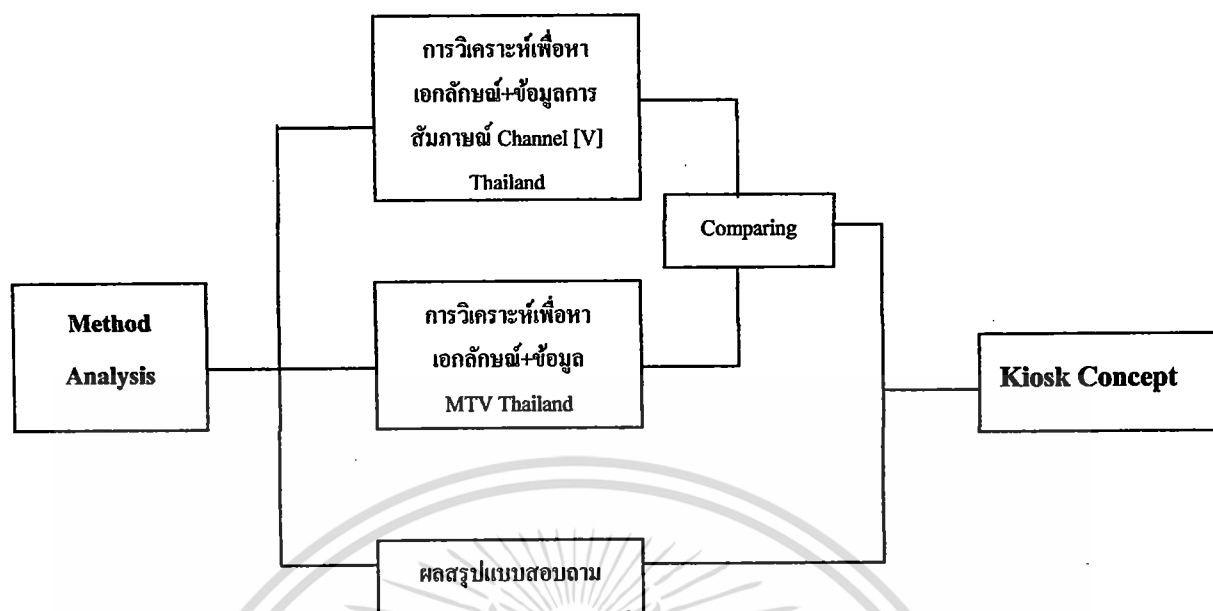 การวิเคราะห์เพื่อหา
เอกลักษณ์+ข้อมูลการ
สัมภาษณ์ Channel [V]
Thailand
Comparing
Method
Analysis
การวิเคราะห์เพื่อหา
เอกลักษณ์+ข้อมูล
MTV Thailand
Kiosk Concept
ผลสรุปแบบสอบถาม